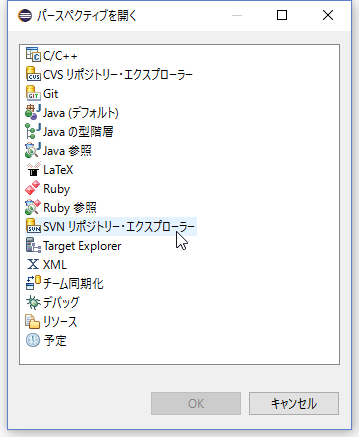 パースペクティブを開く
C/C++
CVS リポジトリー・エクスプローラー
Git
Java (デフォルト)
Java の型階層
Java 参照
LaTeX
Ruby
Ruby 参照
SVN リポジトリー・エクスプローラー
Target Explorer
XML
チーム同期化
デバッグ
リソース
予定
OK
キャンセル